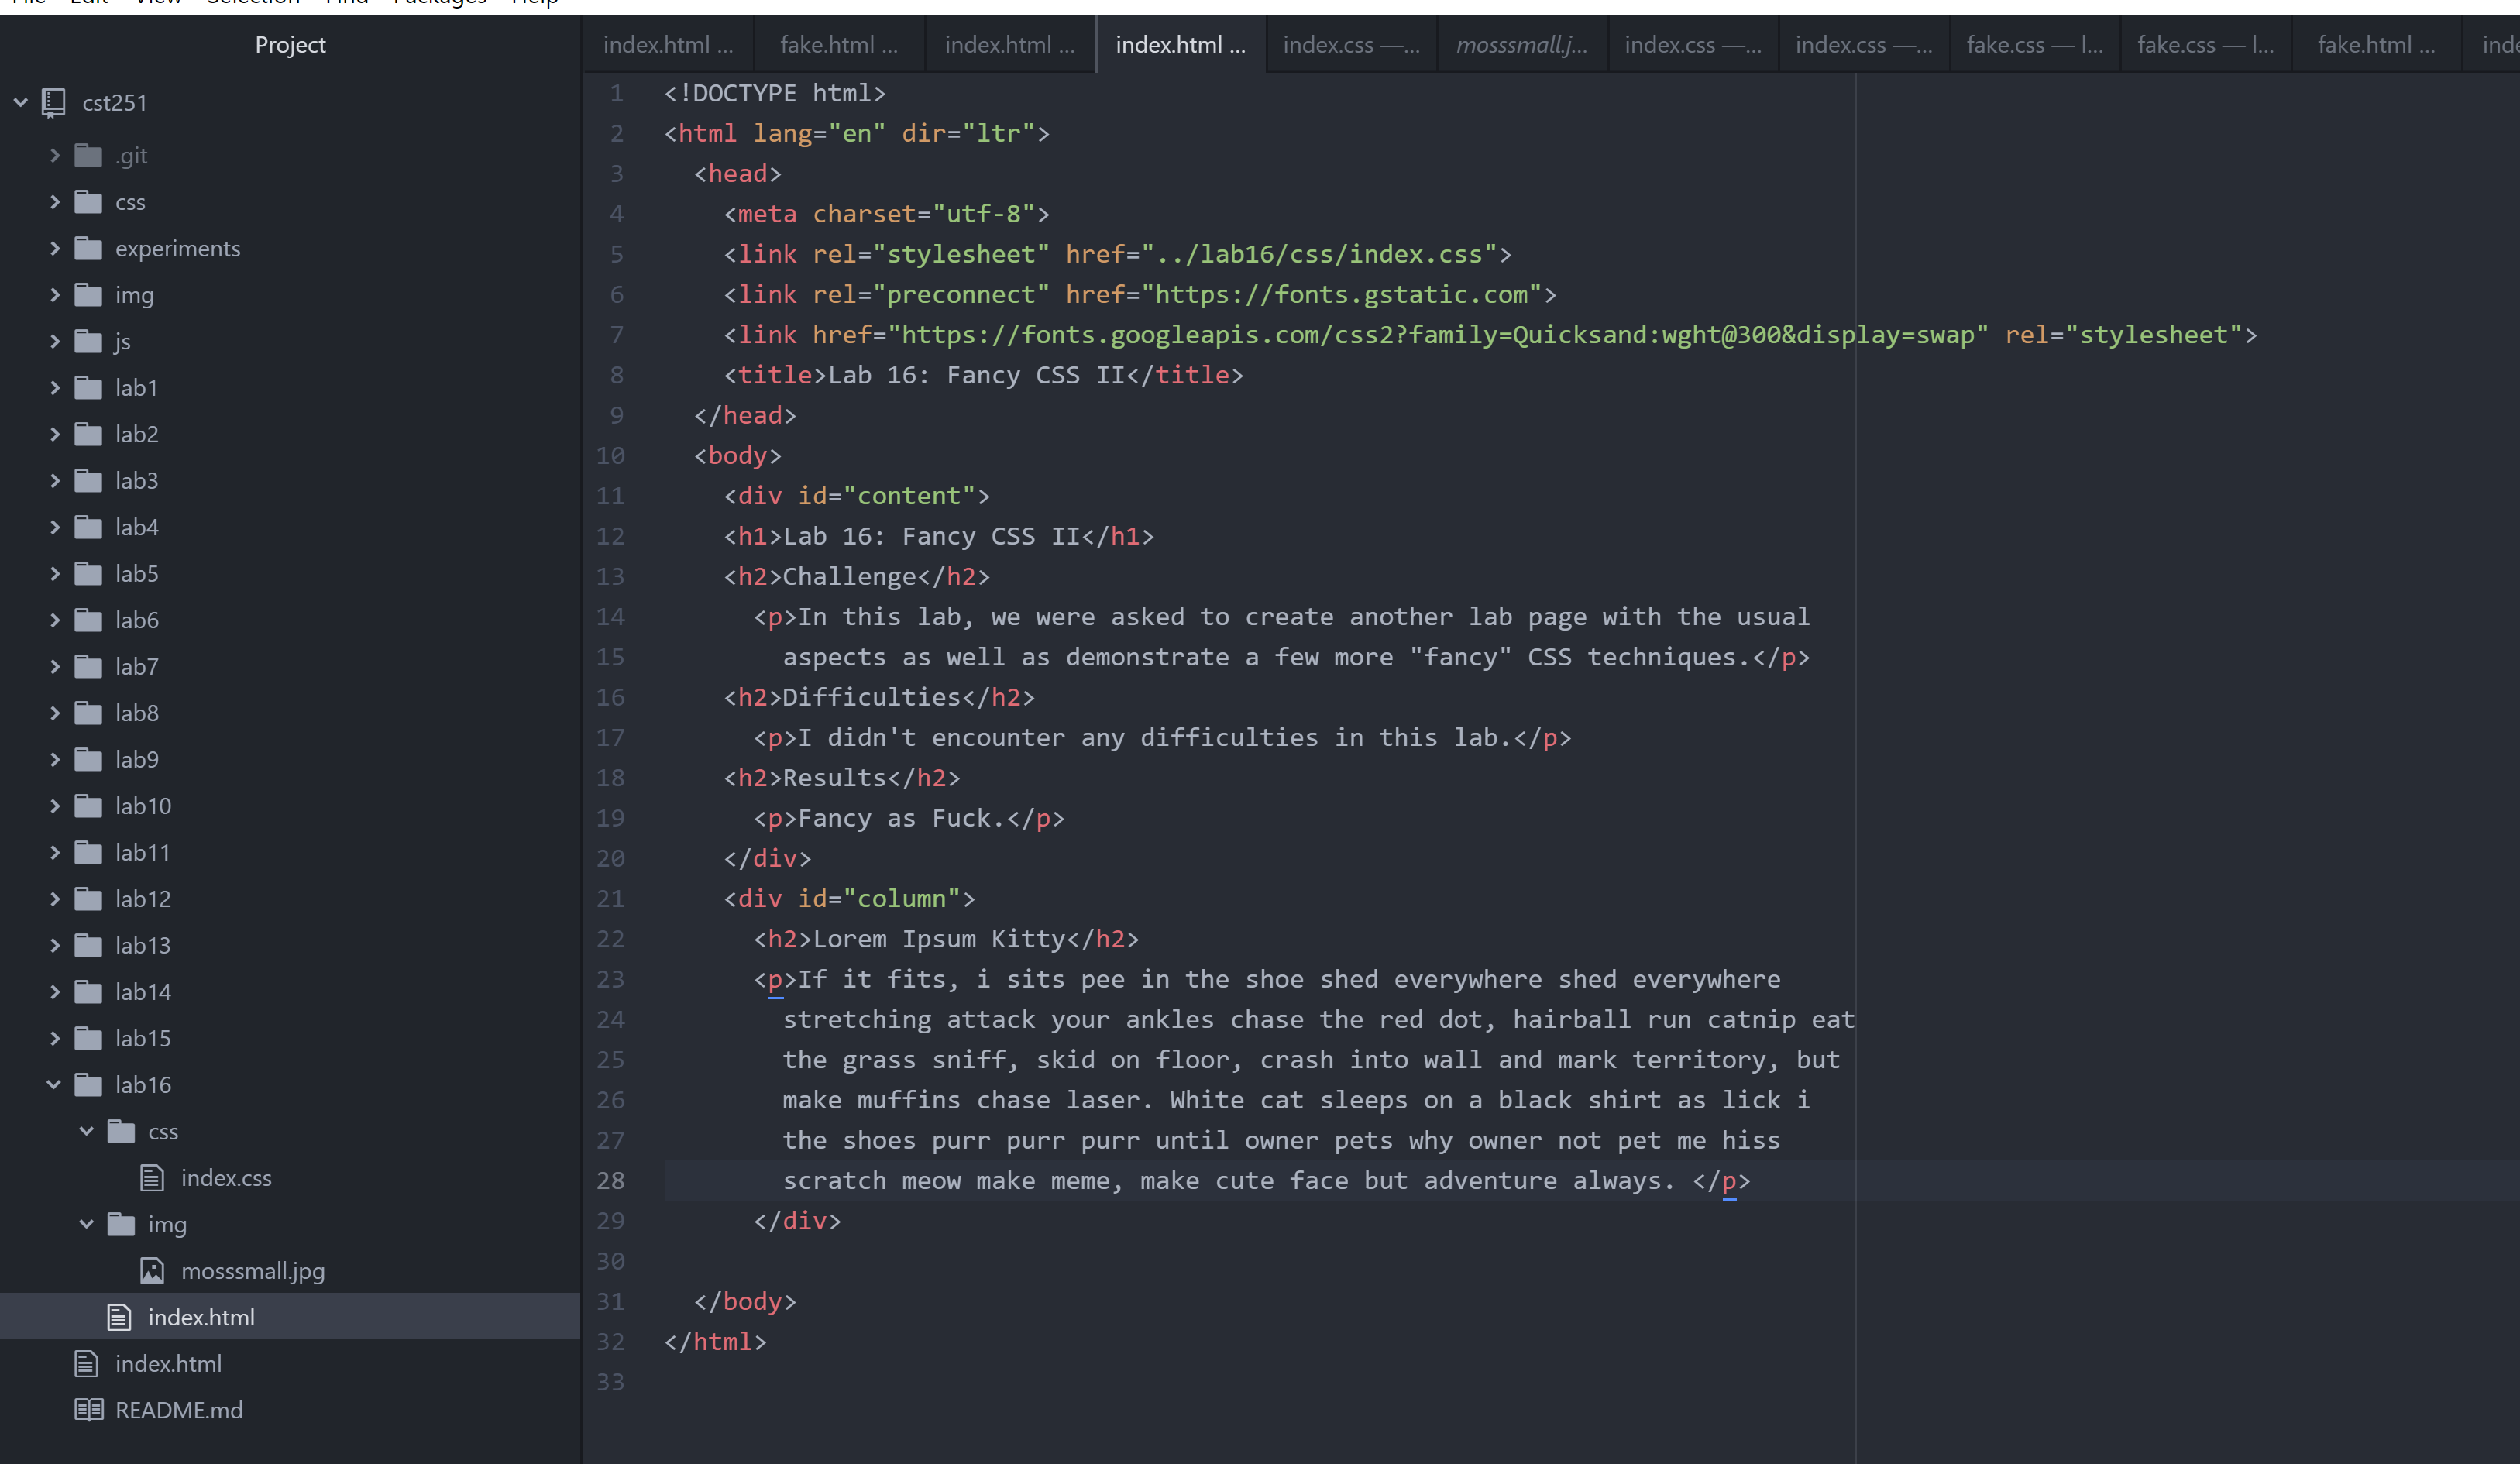 File Edit View Selection Find Packages Help
Project
index.html ...
fake.html ...
index.html ...
index.html ...
index.css —...
mosssmall.j...
index.css —...
index.css —...
fake.css — l...
fake.css — l...
fake.html ...
cst251
.git
css
experiments
img
js
lab1
lab2
lab3
lab4
lab5
lab6
lab7
lab8
lab9
lab10
lab11
lab12
lab13
lab14
lab15
lab16
css
index.css
img
mosssmall.jpg
index.html
index.html
README.md
1 <!DOCTYPE html>
2 <html lang="en" dir="ltr">
3 <head>
4 <meta charset="utf-8">
5 <link rel="stylesheet" href="../lab16/css/index.css">
6 <link rel="preconnect" href="https://fonts.gstatic.com">
7 <link href="https://fonts.googleapis.com/css2?family=Quicksand:wght@300&display=swap" rel="stylesheet">
8 <title>Lab 16: Fancy CSS II</title>
9 </head>
10 <body>
11 <div id="content">
12 <h1>Lab 16: Fancy CSS II</h1>
13 <h2>Challenge</h2>
14 <p>In this lab, we were asked to create another lab page with the usual
15 aspects as well as demonstrate a few more "fancy" CSS techniques.</p>
16 <h2>Difficulties</h2>
17 <p>I didn't encounter any difficulties in this lab.</p>
18 <h2>Results</h2>
19 <p>Fancy as Fuck.</p>
20 </div>
21 <div id="column">
22 <h2>Lorem Ipsum Kitty</h2>
23 <p>If it fits, i sits pee in the shoe shed everywhere shed everywhere
24 stretching attack your ankles chase the red dot, hairball run catnip eat
25 the grass sniff, skid on floor, crash into wall and mark territory, but
26 make muffins chase laser. White cat sleeps on a black shirt as lick i
27 the shoes purr purr purr until owner pets why owner not pet me hiss
28 scratch meow make meme, make cute face but adventure always. </p>
29 </div>
30
31 </body>
32 </html>
33